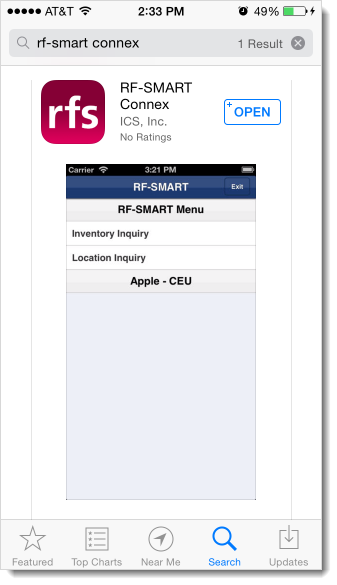 AT&T 2:33 PM 49%
rf-smart connex 1 Result
rfs
RF-SMART
Connex
ICS, Inc.
No Ratings
OPEN
Carrier 3:21 PM
RF-SMART Exit
RF-SMART Menu
Inventory Inquiry
Location Inquiry
Apple - CEU
Featured Top Charts Near Me Search Updates